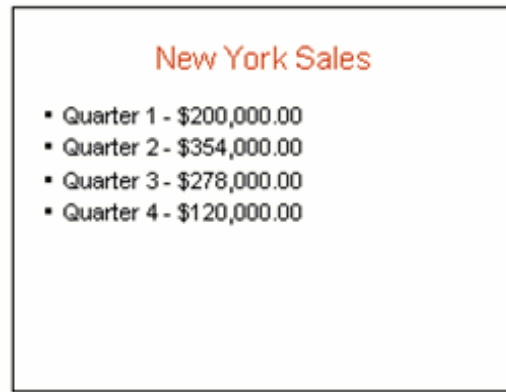 New York Sales
▪ Quarter 1 - $200,000.00
▪ Quarter 2 - $354,000.00
▪ Quarter 3 - $278,000.00
▪ Quarter 4 - $120,000.00